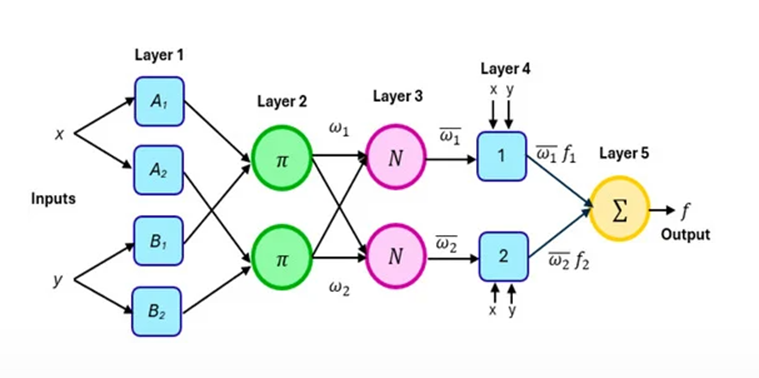 Layer 1
Layer 2
Layer 3
Layer 4
Layer 5
Inputs
x
y
A₁
A₂
B₁
B₂
π
π
ω₁
ω₂
N
N
ω̅₁
ω̅₂
x y
1
2
x y
ω̅₁ f₁
ω̅₂ f₂
Σ
f
Output